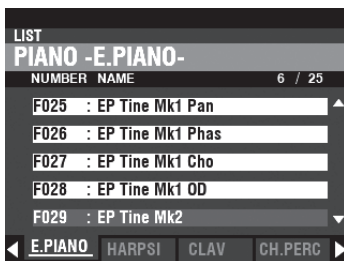 LIST
PIANO -E.PIANO-
NUMBER NAME 6 / 25
F025 : EP Tine Mk1 Pan
F026 : EP Tine Mk1 Phas
F027 : EP Tine Mk1 Cho
F028 : EP Tine Mk1 OD
F029 : EP Tine Mk2
E.PIANO HARPSI CLAV CH.PERC